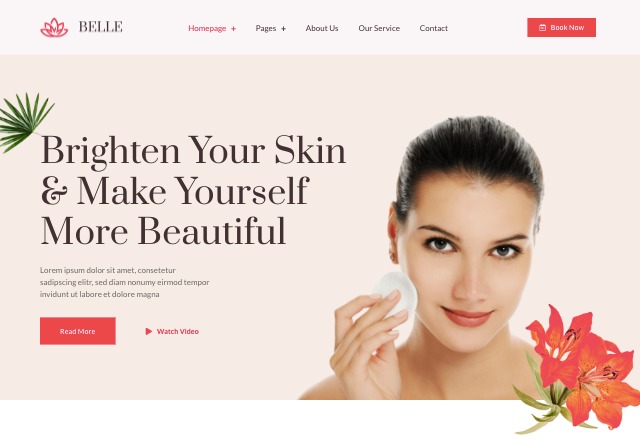 BELLE
Homepage +
Pages +
About Us
Our Service
Contact
Book Now
Brighten Your Skin
& Make Yourself
More Beautiful
Lorem ipsum dolor sit amet, consetetur
sadipscing elitr, sed diam nonumy eirmod tempor
invidunt ut labore et dolore magna
Read More
Watch Video